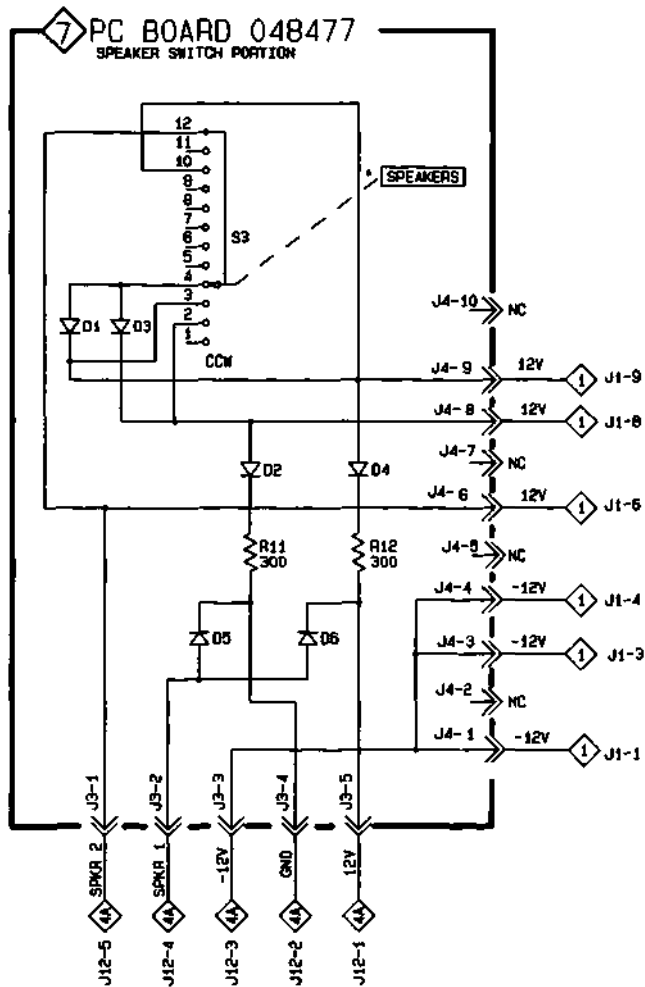 7 PC BOARD 048477
SPEAKER SWITCH PORTION
12
11
10
9
8
7
6
5
4
3
2
1
S3
SPEAKERS
CCW
D1
D3
J4-10 NC
J4-9 12V 1 J1-9
J4-8 12V 1 J1-8
J4-7 NC
D2
D4
J4-6 12V 1 J1-6
R11
300
R12
300
J4-5 NC
J4-4 -12V 1 J1-4
D5
D6
J4-3 -12V 1 J1-3
J4-2 NC
J4-1 -12V 1 J1-1
J3-1
J3-2
J3-3
J3-4
J3-5
SPKR 2
SPKR 1
-12V
GND
12V
4A
4A
4A
4A
4A
J12-5
J12-4
J12-3
J12-2
J12-1